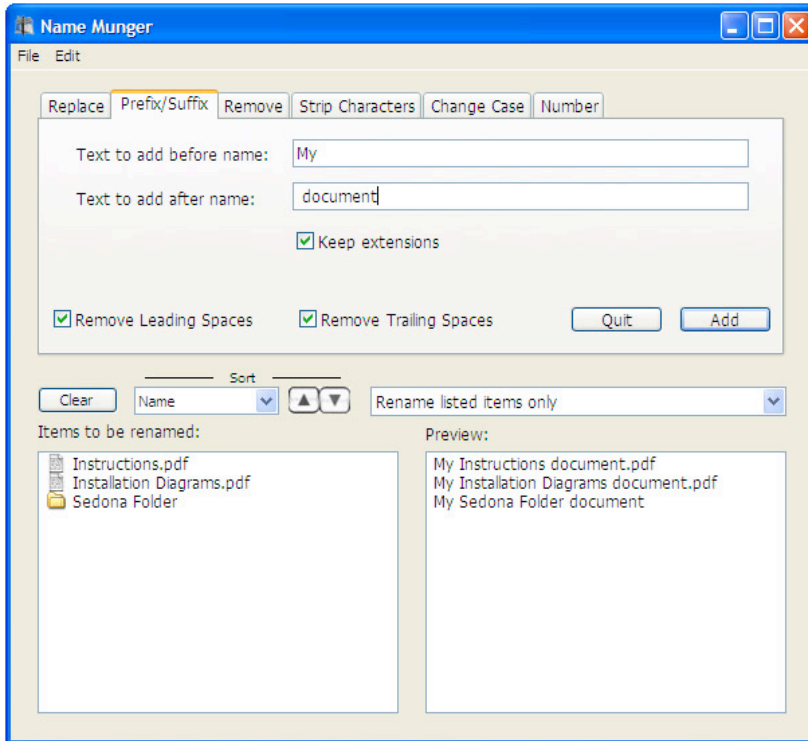 Name Munger
File Edit
Replace Prefix/Suffix Remove Strip Characters Change Case Number
Text to add before name: My
Text to add after name: document
Keep extensions
Remove Leading Spaces Remove Trailing Spaces Quit Add
Sort
Clear Name Rename listed items only
Items to be renamed: Preview:
Instructions.pdf My Instructions document.pdf
Installation Diagrams.pdf My Installation Diagrams document.pdf
Sedona Folder My Sedona Folder document